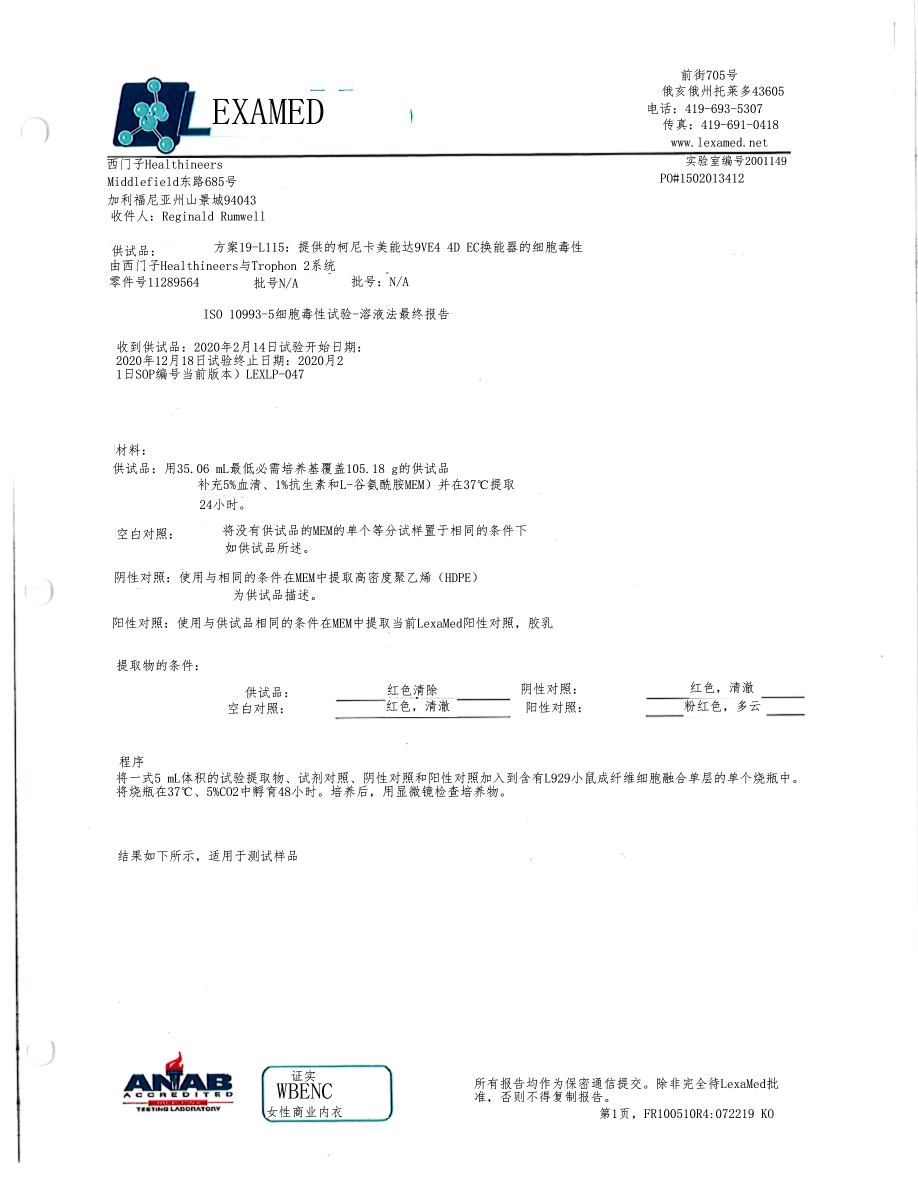 EXAMED
前街705号
俄亥俄州托莱多43605
电话：419-693-5307
传真：419-691-0418
www.lexamed.net
西门子Healthineers
实验室编号2001149
Middlefield东路685号
PO#1502013412
加利福尼亚州山景城94043
收件人：Reginald Rumwell
供试品： 方案19-L115：提供的柯尼卡美能达9VE4 4D EC换能器的细胞毒性
由西门子Healthineers与Trophon 2系统
零件号11289564 批号N/A 批号：N/A
ISO 10993-5细胞毒性试验-溶液法最终报告
收到供试品：2020年2月14日试验开始日期：
2020年12月18日试验终止日期：2020月2
1日SOP编号当前版本）LEXLP-047
材料：
供试品：用35.06 mL最低必需培养基覆盖105.18 g的供试品
补充5%血清、1%抗生素和L-谷氨酰胺MEM）并在37℃提取
24小时。
空白对照： 将没有供试品的MEM的单个等分试样置于相同的条件下
如供试品所述。
阴性对照：使用与相同的条件在MEM中提取高密度聚乙烯（HDPE）
为供试品描述。
阳性对照：使用与供试品相同的条件在MEM中提取当前LexaMed阳性对照，胶乳
提取物的条件：
供试品： 红色清除 阴性对照： 红色，清澈
空白对照： 红色，清澈 阳性对照： 粉红色，多云
程序
将一式5 mL体积的试验提取物、试剂对照、阴性对照和阳性对照加入到含有L929小鼠成纤维细胞融合单层的单个烧瓶中。
将烧瓶在37℃、5%CO2中孵育48小时。培养后，用显微镜检查培养物。
结果如下所示，适用于测试样品
ANAB
ACCREDITED
TESTING LABORATORY
证实
WBENC
女性商业内衣
所有报告均作为保密通信提交。除非完全待LexaMed批
准，否则不得复制报告。
第1页，FR100510R4:072219 KO